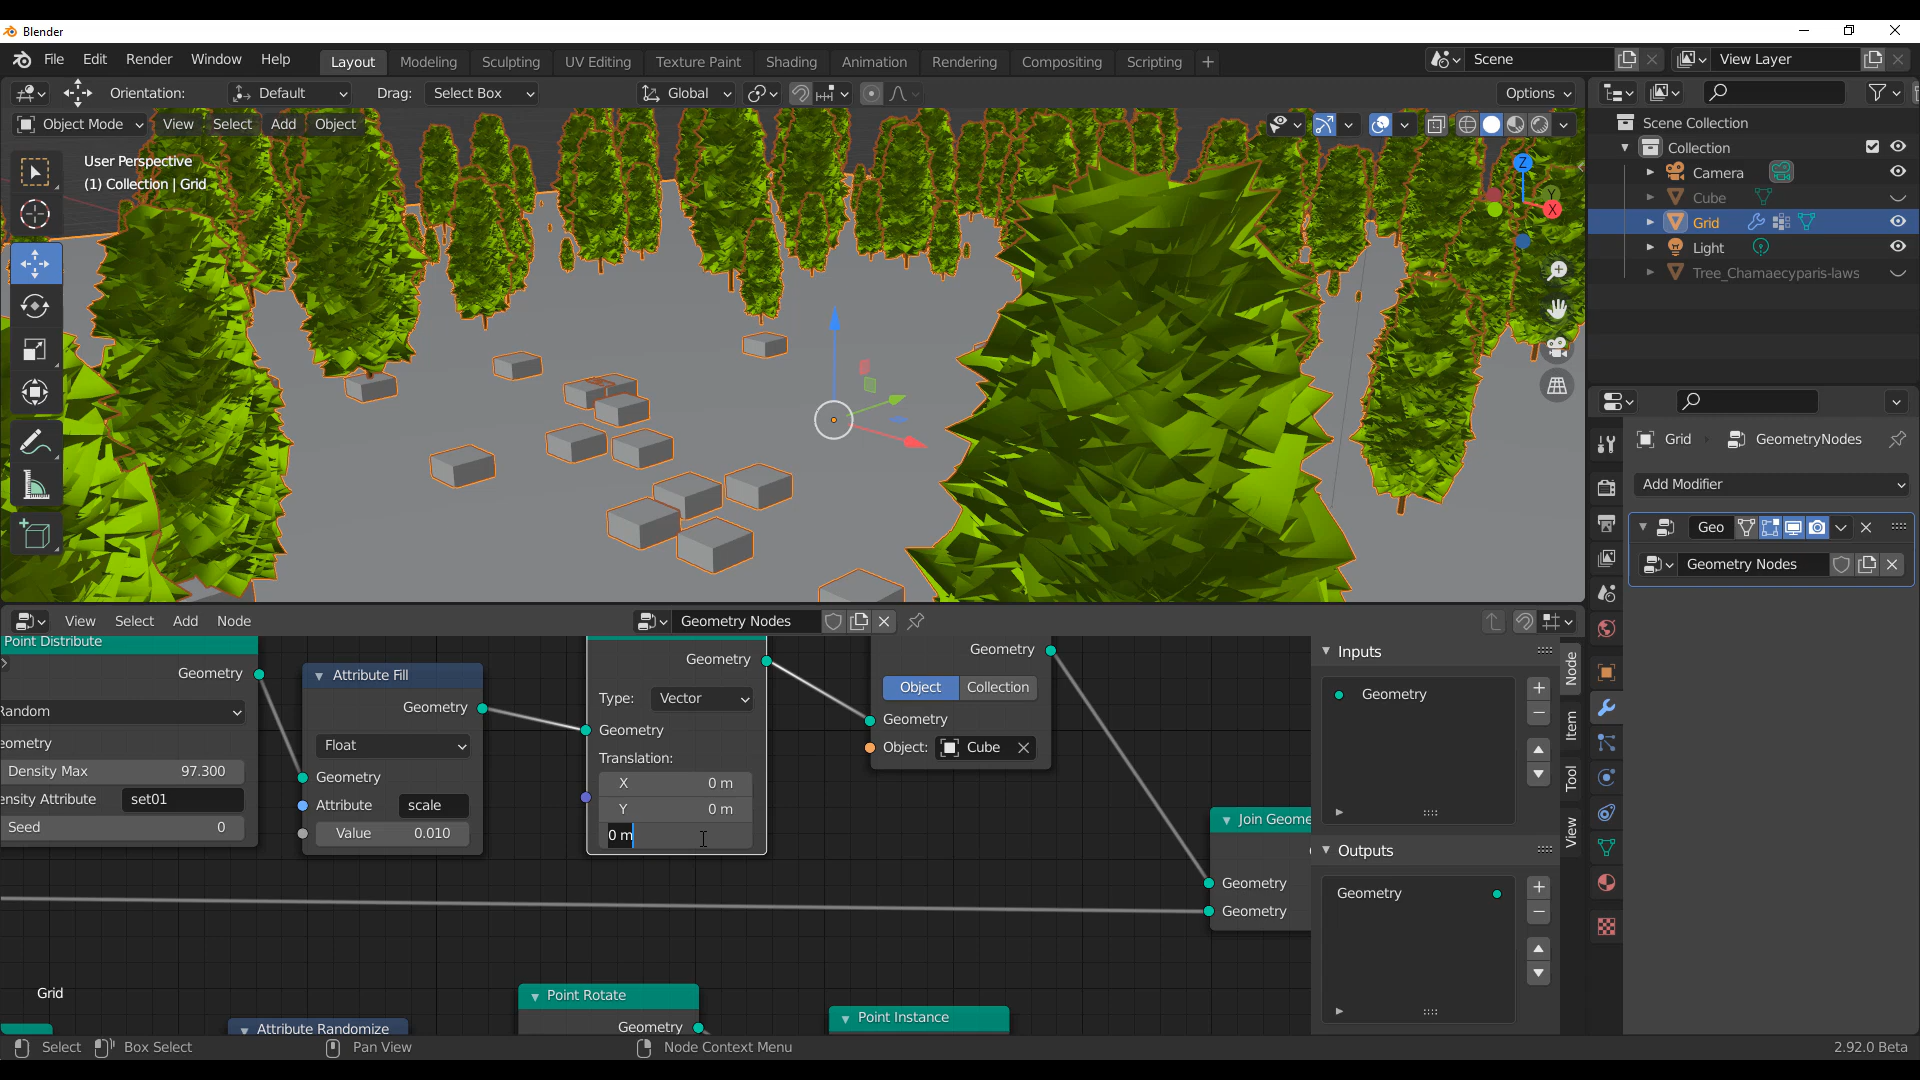 Blender
File Edit Render Window Help Layout Modeling Sculpting UV Editing Texture Paint Shading Animation Rendering Compositing Scripting + Scene View Layer
Orientation: Default Drag: Select Box Global Options
Object Mode View Select Add Object
User Perspective
(1) Collection | Grid
Z
Y
X
Scene Collection
Collection
Camera
Cube
Grid
Light
Tree_Chamaecyparis-laws
Grid GeometryNodes
Add Modifier
Geo
Geometry Nodes
View Select Add Node Geometry Nodes
Point Distribute
Geometry
Random
eometry
Density Max 97.300
ensity Attribute set01
Seed 0
Attribute Fill
Geometry
Float
Geometry
Attribute scale
Value 0.010
Geometry
Type: Vector
Geometry
Translation:
X 0 m
Y 0 m
0 m
Geometry
Object Collection
Geometry
Object: Cube
Join Geome
Geometry
Geometry
Inputs
Geometry
Outputs
Geometry
Node
Item
Tool
View
Grid
Attribute Randomize
Point Rotate
Geometry
Point Instance
Select Box Select Pan View Node Context Menu 2.92.0 Beta